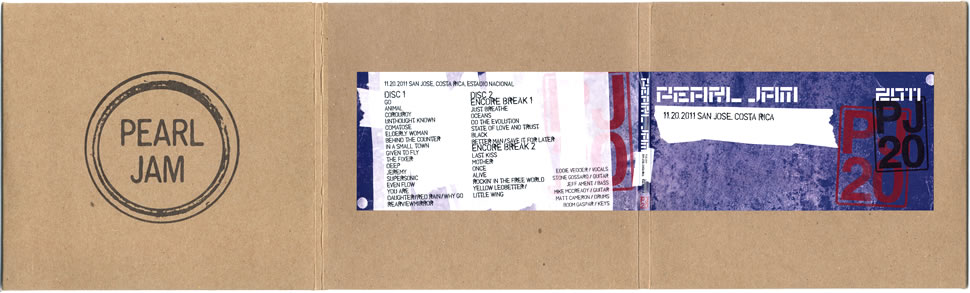 PEARL
JAM
11.20.2011 SAN JOSE, COSTA RICA, ESTADIO NACIONAL
DISC 1
GO
ANIMAL
CORDUROY
UNTHOUGHT KNOWN
COMATOSE
ELDERLY WOMAN
BEHIND THE COUNTER
IN A SMALL TOWN
GIVEN TO FLY
THE FIXER
DEEP
JEREMY
SUPERSONIC
EVEN FLOW
YOU ARE
DAUGHTER/(RED RAIN)/WHY GO
REARVIEWMIRROR
DISC 2
ENCORE BREAK 1
JUST BREATHE
OCEANS
DO THE EVOLUTION
STATE OF LOVE AND TRUST
BLACK
BETTER MAN/SAVE IT FOR LATER
ENCORE BREAK 2
LAST KISS
MOTHER
ONCE
ALIVE
ROCKIN IN THE FREE WORLD
YELLOW LEDBETTER/
LITTLE WING
EDDIE VEDDER / VOCALS
STONE GOSSARD / GUITAR
JEFF AMENT / BASS
MIKE MCCREADY / GUITAR
MATT CAMERON / DRUMS
BOOM GASPAR / KEYS
PEARL JAM
PEARL JAM
2011
11.20.2011 SAN JOSE, COSTA RICA
PJ
20
PJ
20